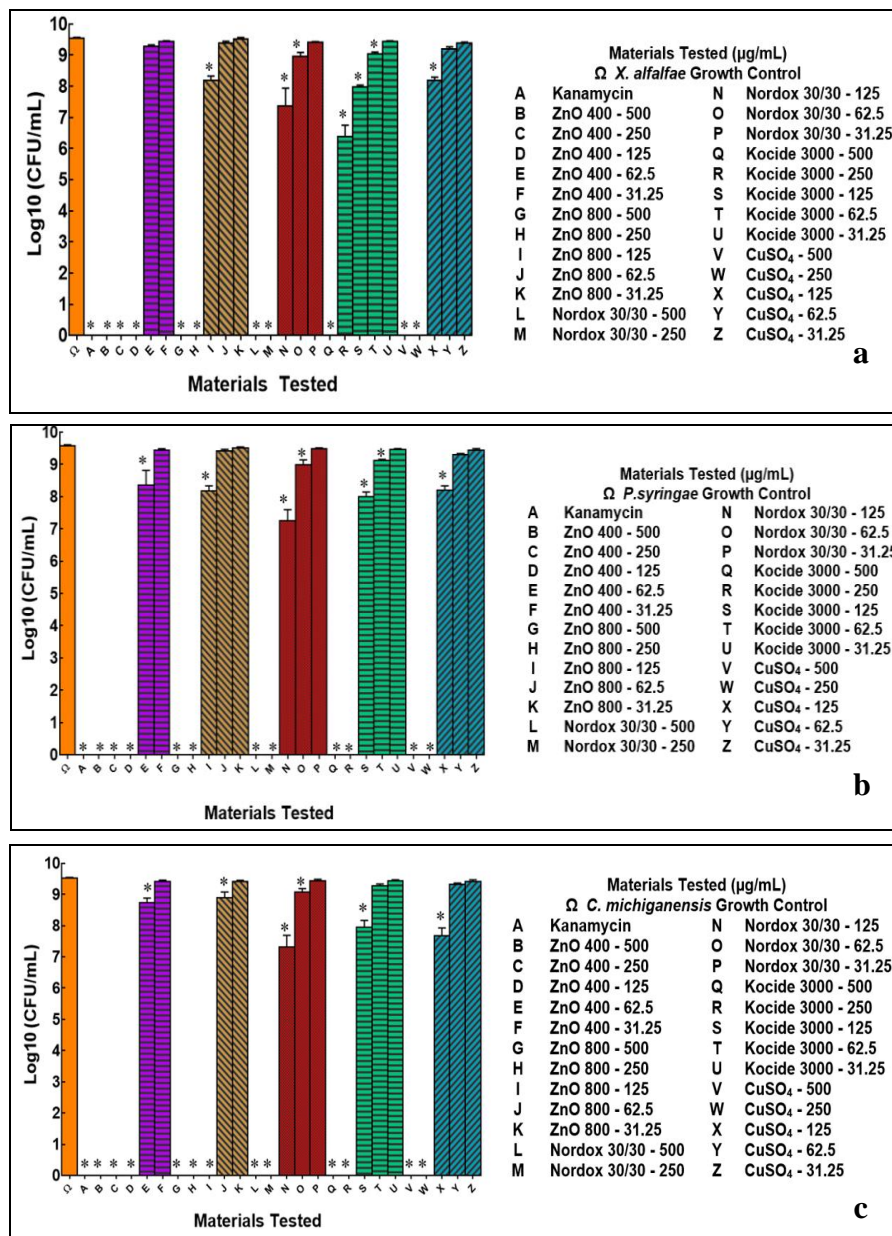 10
9
8
7
6
5
4
3
2
1
0
Log10 (CFU/mL)
* * * * * * * * * * * * * * * * * *
Ω A B C D E F G H I J K L M N O P Q R S T U V W X Y Z
Materials Tested
Materials Tested (µg/mL)
Ω X. alfalfae Growth Control
A Kanamycin N Nordox 30/30 - 125
B ZnO 400 - 500 O Nordox 30/30 - 62.5
C ZnO 400 - 250 P Nordox 30/30 - 31.25
D ZnO 400 - 125 Q Kocide 3000 - 500
E ZnO 400 - 62.5 R Kocide 3000 - 250
F ZnO 400 - 31.25 S Kocide 3000 - 125
G ZnO 800 - 500 T Kocide 3000 - 62.5
H ZnO 800 - 250 U Kocide 3000 - 31.25
I ZnO 800 - 125 V CuSO₄ - 500
J ZnO 800 - 62.5 W CuSO₄ - 250
K ZnO 800 - 31.25 X CuSO₄ - 125
L Nordox 30/30 - 500 Y CuSO₄ - 62.5
M Nordox 30/30 - 250 Z CuSO₄ - 31.25
a
10
9
8
7
6
5
4
3
2
1
0
Log10 (CFU/mL)
* * * * * * * * * * * * * * * * * * *
Ω A B C D E F G H I J K L M N O P Q R S T U V W X Y Z
Materials Tested
Materials Tested (µg/mL)
Ω P.syringae Growth Control
A Kanamycin N Nordox 30/30 - 125
B ZnO 400 - 500 O Nordox 30/30 - 62.5
C ZnO 400 - 250 P Nordox 30/30 - 31.25
D ZnO 400 - 125 Q Kocide 3000 - 500
E ZnO 400 - 62.5 R Kocide 3000 - 250
F ZnO 400 - 31.25 S Kocide 3000 - 125
G ZnO 800 - 500 T Kocide 3000 - 62.5
H ZnO 800 - 250 U Kocide 3000 - 31.25
I ZnO 800 - 125 V CuSO₄ - 500
J ZnO 800 - 62.5 W CuSO₄ - 250
K ZnO 800 - 31.25 X CuSO₄ - 125
L Nordox 30/30 - 500 Y CuSO₄ - 62.5
M Nordox 30/30 - 250 Z CuSO₄ - 31.25
b
10
9
8
7
6
5
4
3
2
1
0
Log10 (CFU/mL)
* * * * * * * * * * * * * * * * * * *
Ω A B C D E F G H I J K L M N O P Q R S T U V W X Y Z
Materials Tested
Materials Tested (µg/mL)
Ω C. michiganensis Growth Control
A Kanamycin N Nordox 30/30 - 125
B ZnO 400 - 500 O Nordox 30/30 - 62.5
C ZnO 400 - 250 P Nordox 30/30 - 31.25
D ZnO 400 - 125 Q Kocide 3000 - 500
E ZnO 400 - 62.5 R Kocide 3000 - 250
F ZnO 400 - 31.25 S Kocide 3000 - 125
G ZnO 800 - 500 T Kocide 3000 - 62.5
H ZnO 800 - 250 U Kocide 3000 - 31.25
I ZnO 800 - 125 V CuSO₄ - 500
J ZnO 800 - 62.5 W CuSO₄ - 250
K ZnO 800 - 31.25 X CuSO₄ - 125
L Nordox 30/30 - 500 Y CuSO₄ - 62.5
M Nordox 30/30 - 250 Z CuSO₄ - 31.25
c